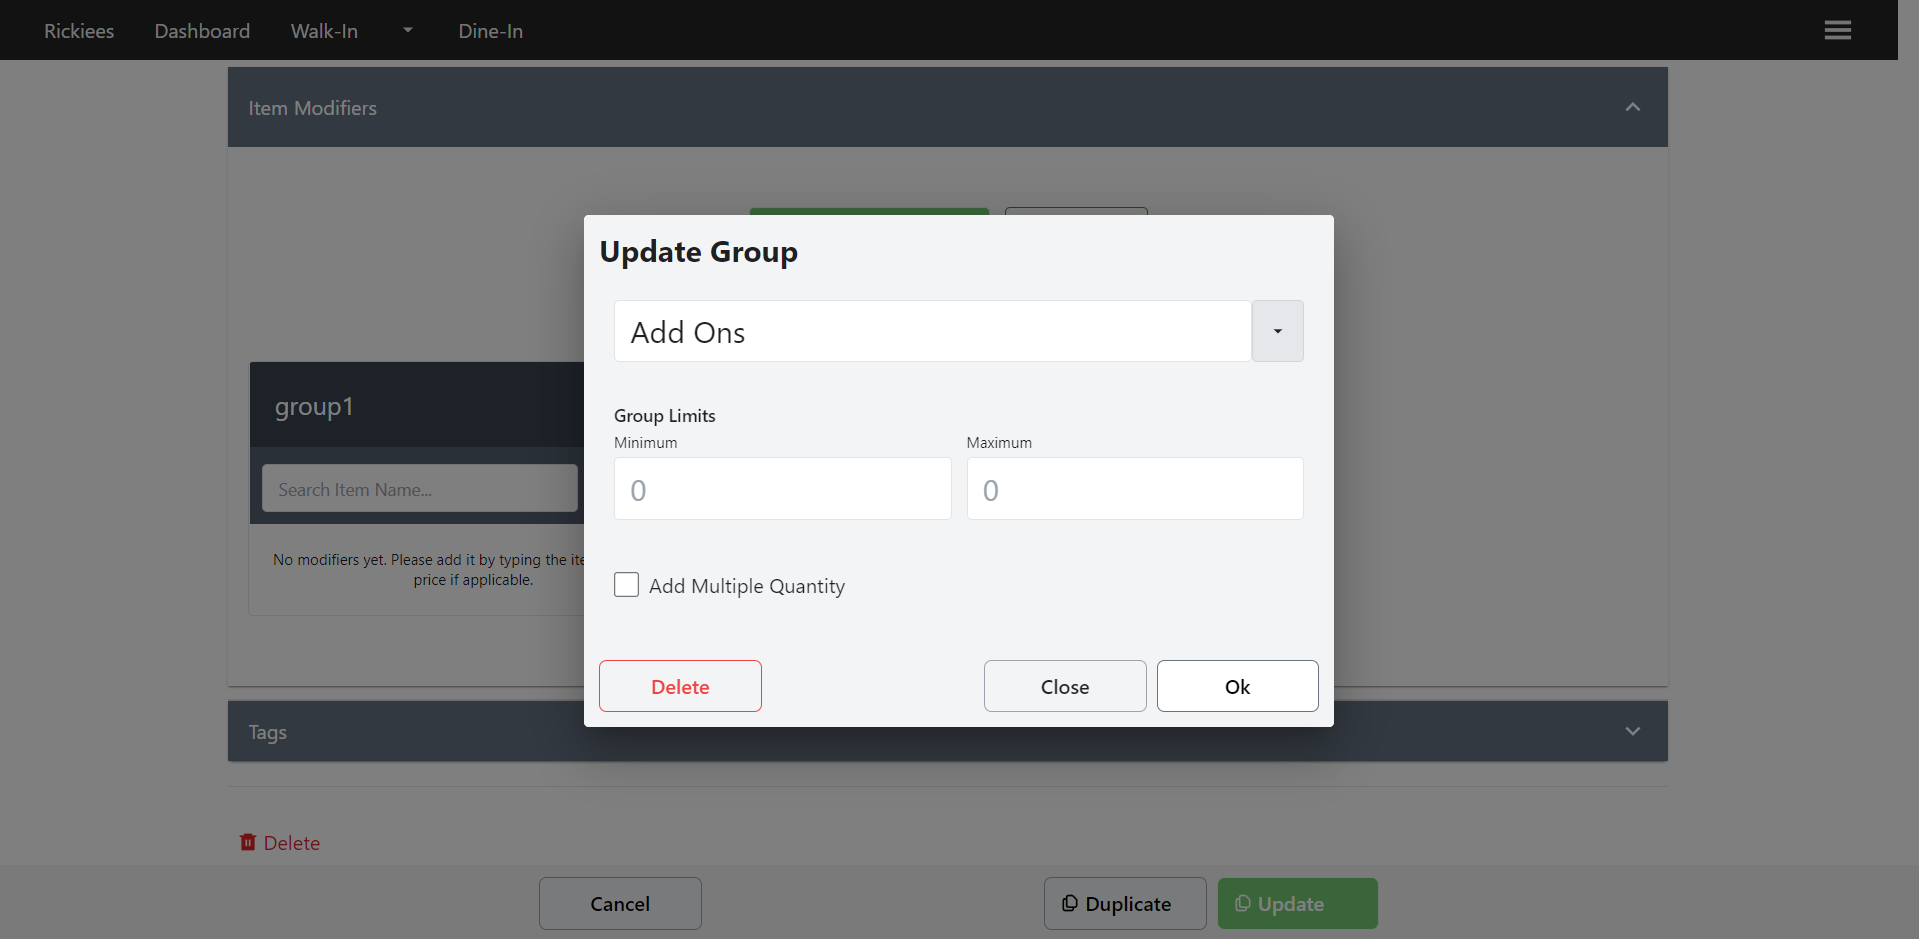 Rickiees Dashboard Walk-In Dine-In
Item Modifiers
Update Group
Add Ons
group1
Group Limits
Minimum Maximum
0 0
Search Item Name...
No modifiers yet. Please add it by typing the ite
price if applicable.
Add Multiple Quantity
Delete Close Ok
Tags
Delete
Cancel Duplicate Update